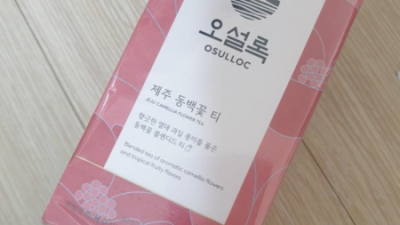 오설록
OSULLOC
제주 동백꽃 티
JEJU CAMELLIA FLOWER TEA
향긋한 열대 과일 풍미를 품은
동백꽃 블렌디드 티
Blended tea of aromatic camellia flowers
and tropical fruity flavors